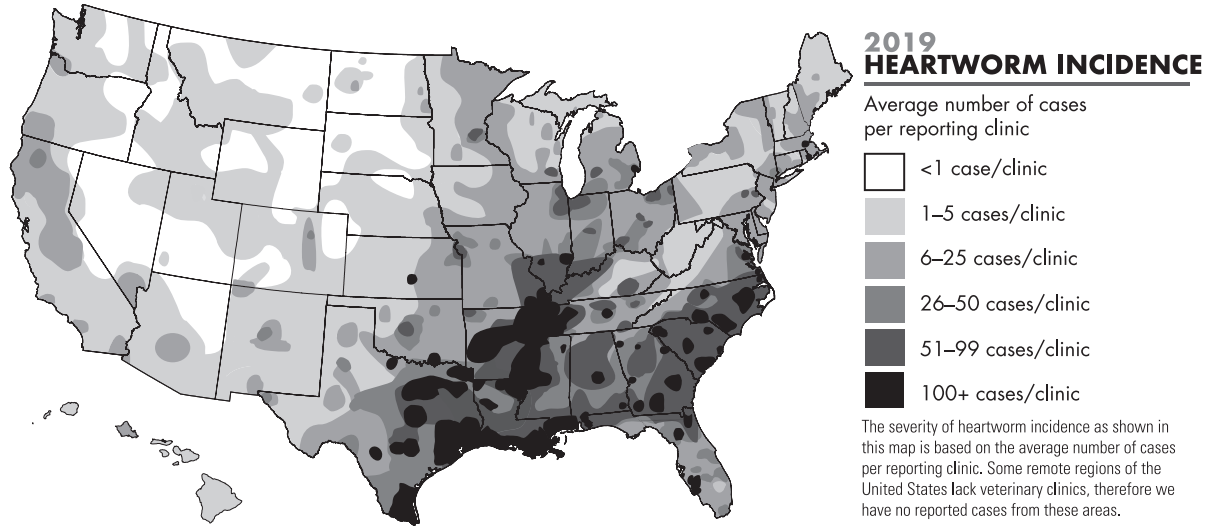 2019
HEARTWORM INCIDENCE
Average number of cases
per reporting clinic
<1 case/clinic
1–5 cases/clinic
6–25 cases/clinic
26–50 cases/clinic
51–99 cases/clinic
100+ cases/clinic
The severity of heartworm incidence as shown in
this map is based on the average number of cases
per reporting clinic. Some remote regions of the
United States lack veterinary clinics, therefore we
have no reported cases from these areas.